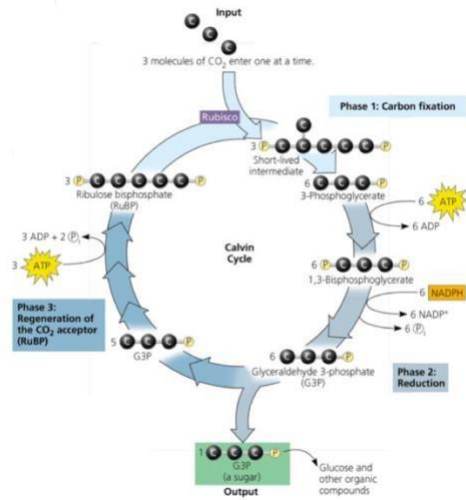 Input
C C C
3 molecules of CO2 enter one at a time.
Rubisco
Phase 1: Carbon fixation
C
3 P C C C C C P
Short-lived
intermediate
3 C C C C C P
P
Ribulose bisphosphate
(RuBP)
6 C C C P
3-Phosphoglycerate
6 ATP
6 ADP
3 ADP + 2 Pi
3 ATP
Calvin
Cycle
6 P C C C P
1,3-Bisphosphoglycerate
6 NADPH
6 NADP+
6 Pi
Phase 3:
Regeneration of
the CO2 acceptor
(RuBP)
5 C C C P
G3P
6 C C C P
Glyceraldehyde 3-phosphate
(G3P)
Phase 2:
Reduction
1 C C C P
G3P
(a sugar)
Output
Glucose and
other organic
compounds